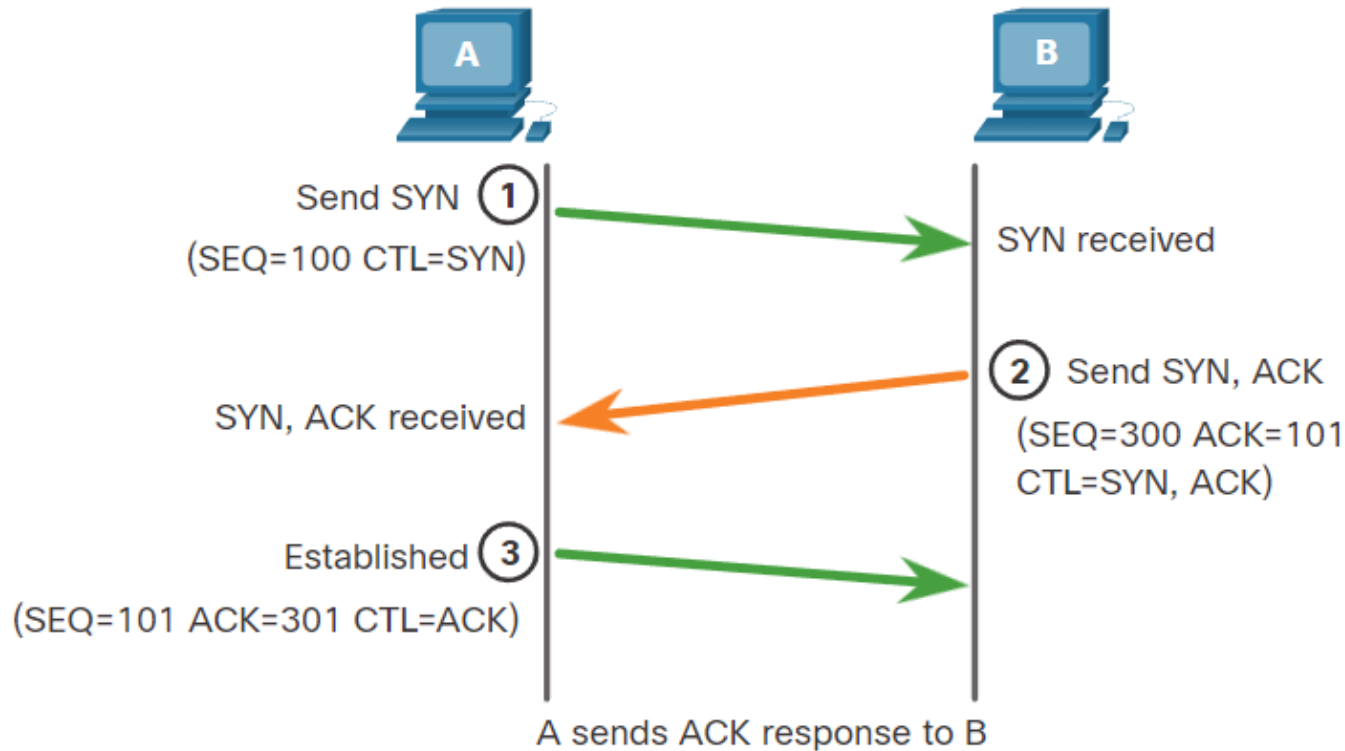 A
B
Send SYN 1
(SEQ=100 CTL=SYN)
SYN received
2 Send SYN, ACK
SYN, ACK received
(SEQ=300 ACK=101
CTL=SYN, ACK)
Established 3
(SEQ=101 ACK=301 CTL=ACK)
A sends ACK response to B